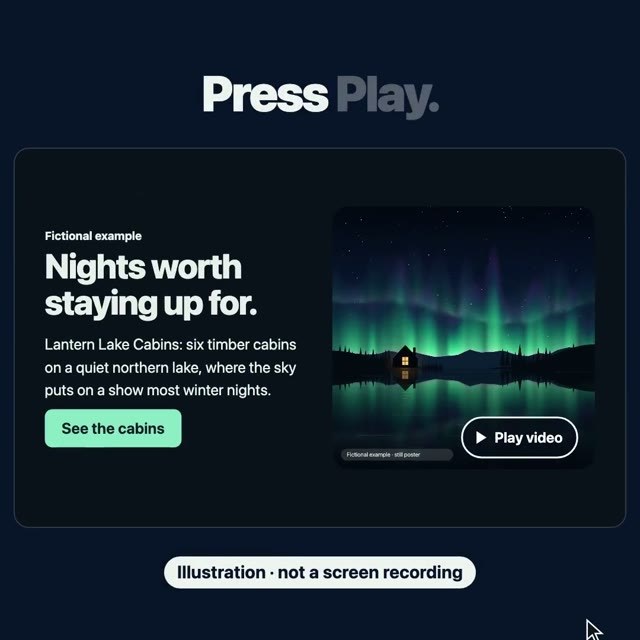 Press Play.
Fictional example
Nights worth
staying up for.
Lantern Lake Cabins: six timber cabins
on a quiet northern lake, where the sky
puts on a show most winter nights.
See the cabins
Play video
Fictional example · still poster
Illustration · not a screen recording